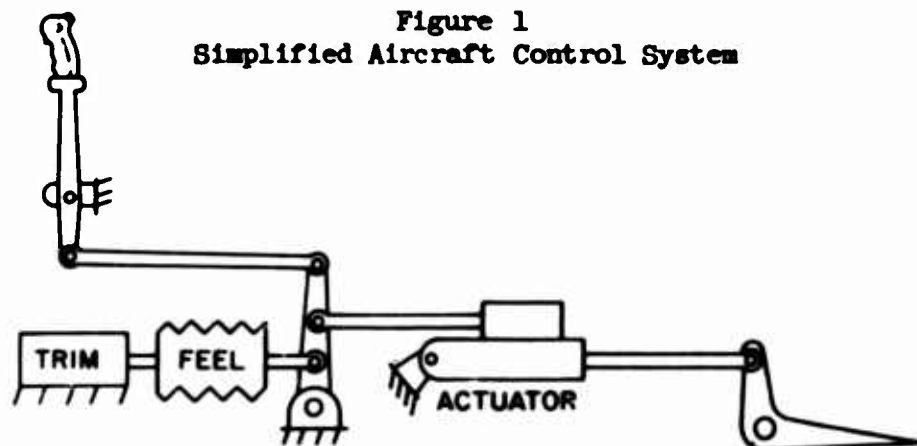 Figure 1
Simplified Aircraft Control System
TRIM
FEEL
ACTUATOR